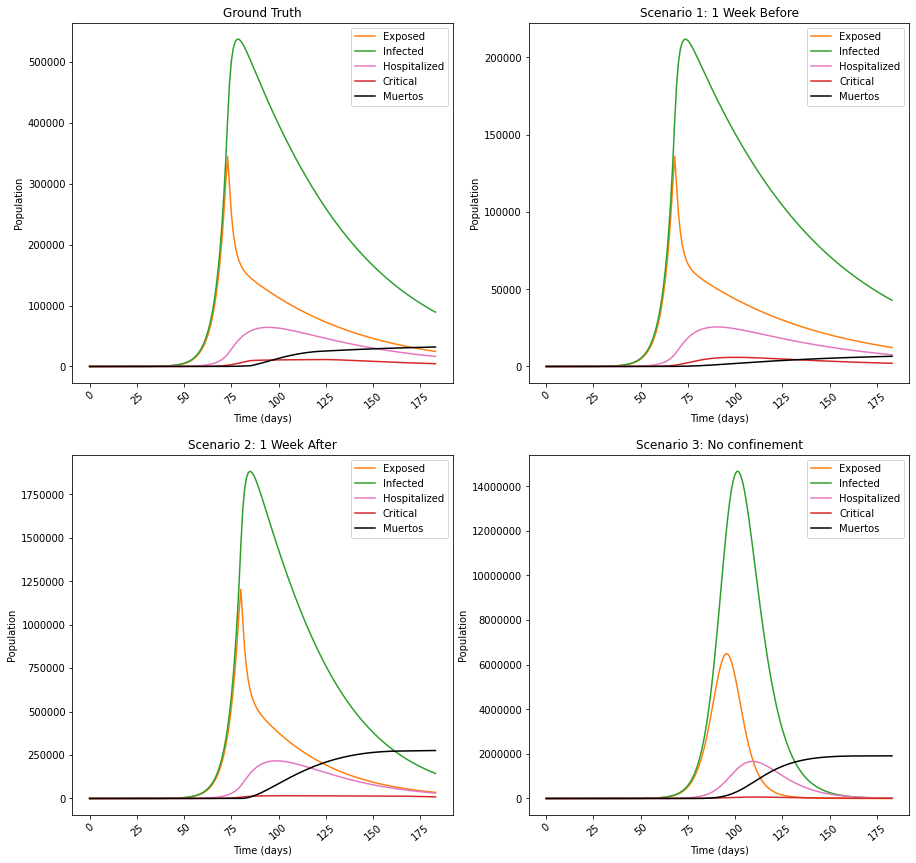 Ground Truth
Population
500000
400000
300000
200000
100000
0
0
25
50
75
100
125
150
175
Time (days)
Exposed
Infected
Hospitalized
Critical
Muertos
Scenario 1: 1 Week Before
Population
200000
150000
100000
50000
0
0
25
50
75
100
125
150
175
Time (days)
Exposed
Infected
Hospitalized
Critical
Muertos
Scenario 2: 1 Week After
Population
1750000
1500000
1250000
1000000
750000
500000
250000
0
0
25
50
75
100
125
150
175
Time (days)
Exposed
Infected
Hospitalized
Critical
Muertos
Scenario 3: No confinement
Population
14000000
12000000
10000000
8000000
6000000
4000000
2000000
0
0
25
50
75
100
125
150
175
Time (days)
Exposed
Infected
Hospitalized
Critical
Muertos